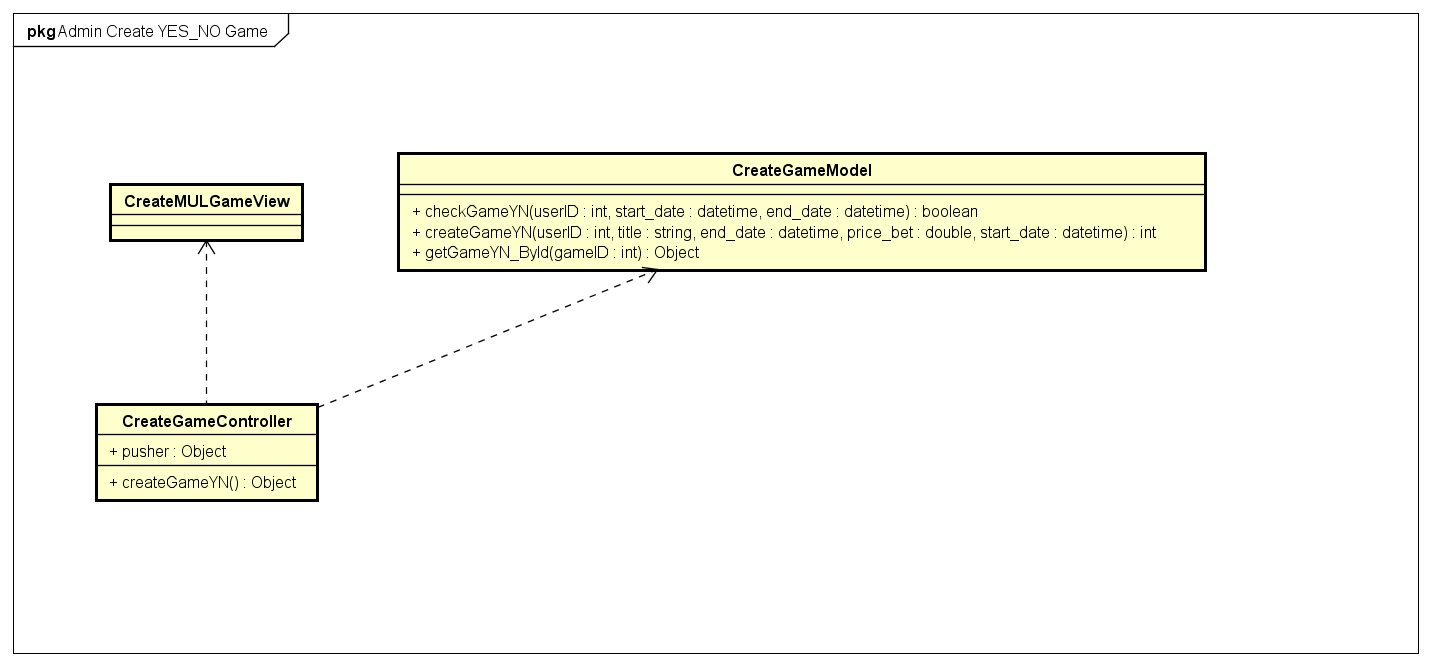 pkg Admin Create YES_NO Game
CreateGameModel
+ checkGameYN(userID : int, start_date : datetime, end_date : datetime) : boolean
+ createGameYN(userID : int, title : string, end_date : datetime, price_bet : double, start_date : datetime) : int
+ getGameYN_ById(gameID : int) : Object
CreateMULGameView
CreateGameController
+ pusher : Object
+ createGameYN() : Object